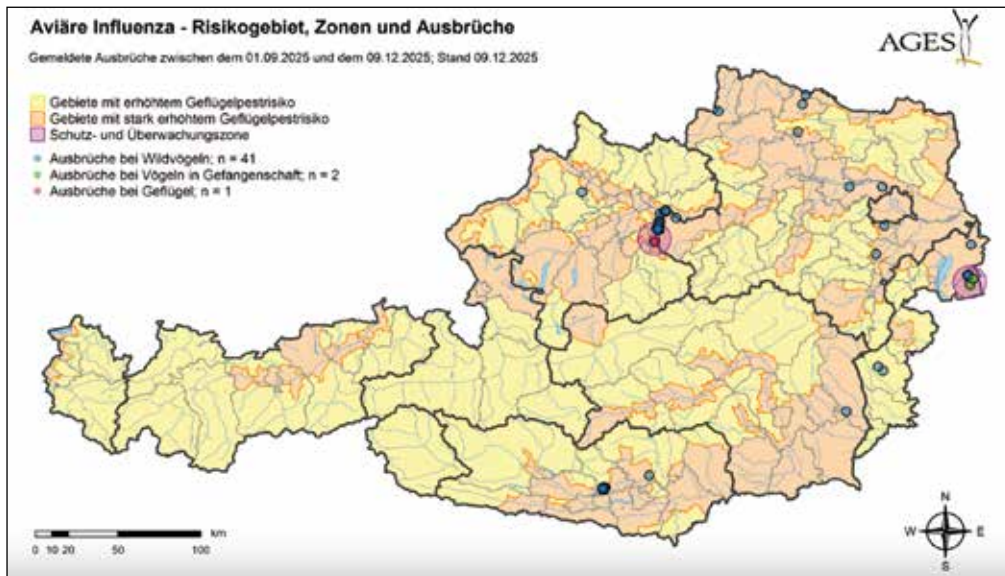 Aviäre Influenza - Risikogebiet, Zonen und Ausbrüche
Gemeldete Ausbrüche zwischen dem 01.09.2025 und dem 09.12.2025; Stand 09.12.2025
AGES
Gebiete mit erhöhtem Geflügelpestrisiko
Gebiete mit stark erhöhtem Geflügelpestrisiko
Schutz- und Überwachungszone
Ausbrüche bei Wildvögeln; n = 41
Ausbrüche bei Vögeln in Gefangenschaft; n = 2
Ausbrüche bei Geflügel; n = 1
km
0 10 20 50 100
N
W E
S